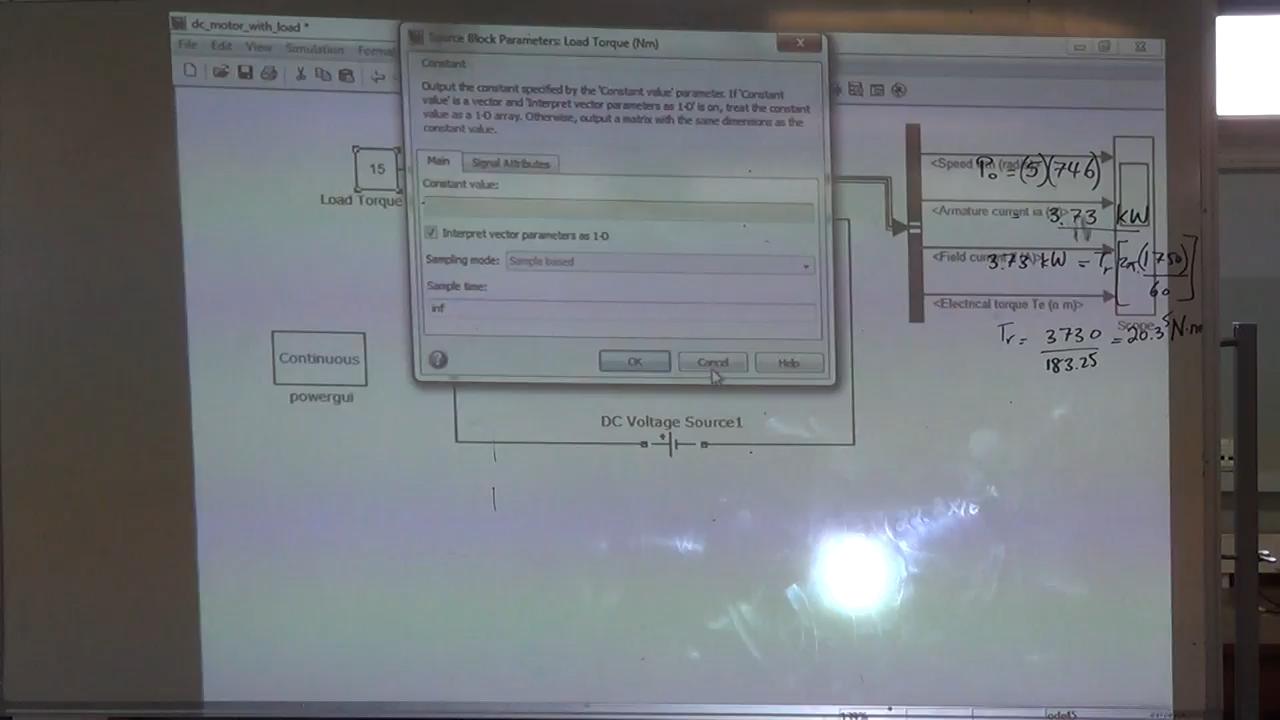 dc_motor_with_load *
File Edit View Simulation Format
Source Block Parameters: Load Torque (Nm)
Constant
Output the constant specified by the 'Constant value' parameter. If 'Constant
value' is a vector and 'Interpret vector parameters as 1-D' is on, treat the constant
value as a 1-D array. Otherwise, output a matrix with the same dimensions as the
constant value.
Main
Signal Attributes
Constant value:
Interpret vector parameters as 1-D
Sampling mode: Sample based
Sample time:
inf
OK
Cancel
Help
15
Load Torque
Continuous
powergui
DC Voltage Source1
<Speed
<Armature current ia
<Field
<Electrical torque Te (n m)>
Scope
Po = (5)(746)
= 3.73 kW
3.73 kW = Tr [2π(1750)/60]
Tr = 3730/183.25 = 20.35 N·m
ode45